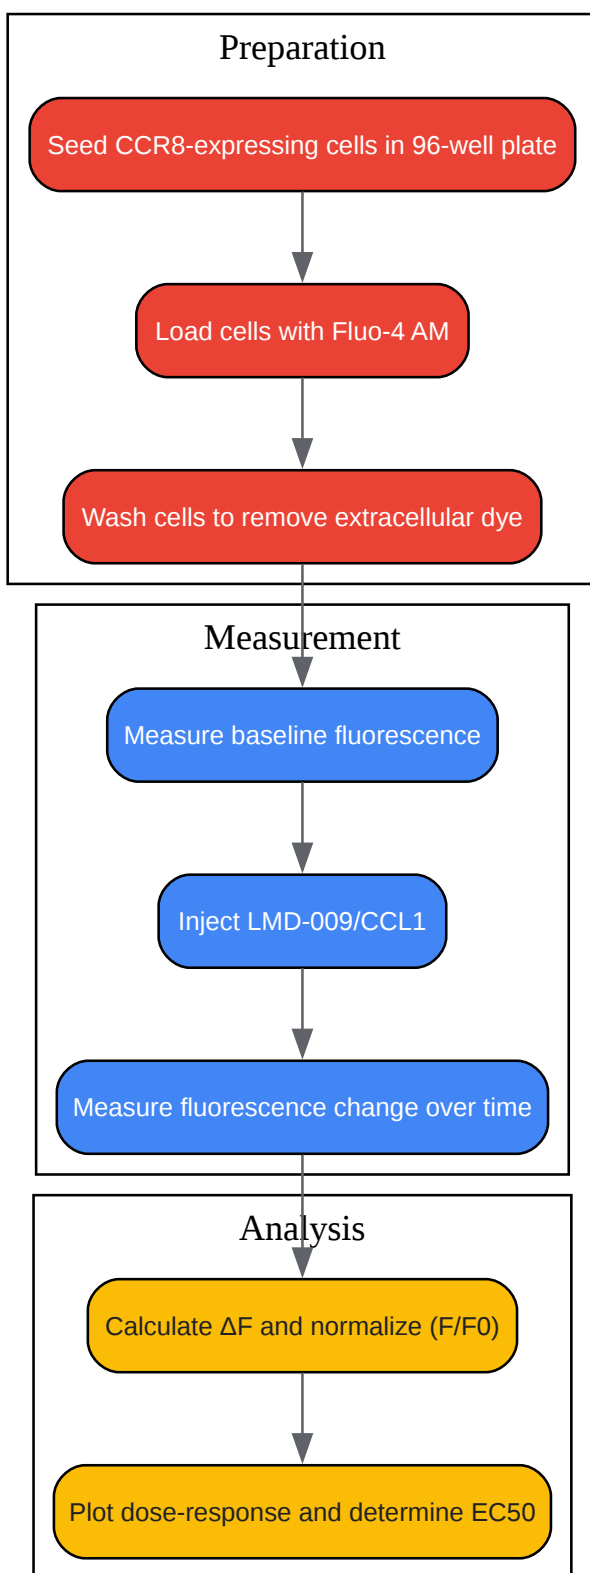 Preparation
Seed CCR8-expressing cells in 96-well plate
Load cells with Fluo-4 AM
Wash cells to remove extracellular dye
Measurement
Measure baseline fluorescence
Inject LMD-009/CCL1
Measure fluorescence change over time
Analysis
Calculate ΔF and normalize (F/F0)
Plot dose-response and determine EC50